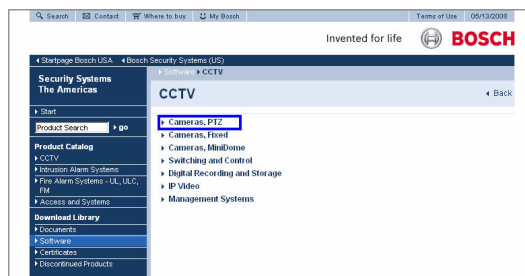 Search Contact Where to buy My Bosch Terms of Use 05/13/2008
Invented for life BOSCH
Startpage Bosch USA Bosch Security Systems (US)
Security Systems
The Americas
Software CCTV
CCTV
Back
Start
Product Search go
Product Catalog
CCTV
Intrusion Alarm Systems
Fire Alarm Systems - UL, ULC,
FM
Access and Systems
Download Library
Documents
Software
Certificates
Discontinued Products
Cameras, PTZ
Cameras, Fixed
Cameras, MiniDome
Switching and Control
Digital Recording and Storage
IP Video
Management Systems